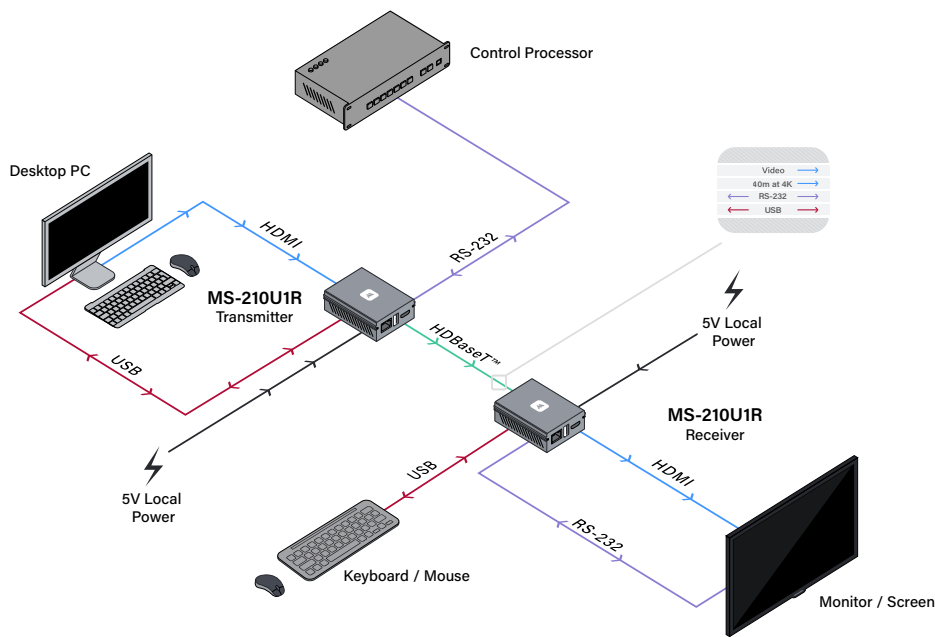 Control Processor
Desktop PC
Video
40m at 4K
RS-232
USB
HDMI
RS-232
MS-210U1R
Transmitter
HDBaseT™
5V Local
Power
USB
MS-210U1R
Receiver
HDMI
USB
5V Local
Power
RS-232
Keyboard / Mouse
Monitor / Screen